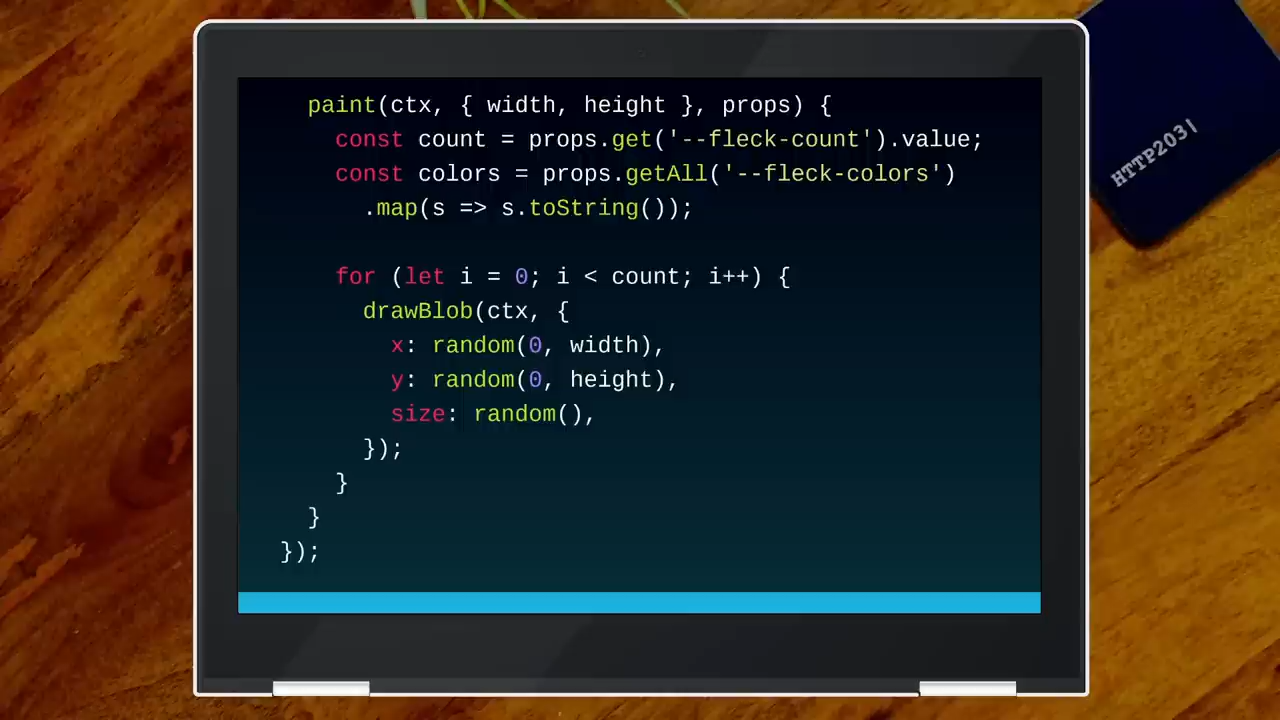 paint(ctx, { width, height }, props) {
const count = props.get('--fleck-count').value;
const colors = props.getAll('--fleck-colors')
.map(s => s.toString());
for (let i = 0; i < count; i++) {
drawBlob(ctx, {
x: random(0, width),
y: random(0, height),
size: random(),
});
}
}
});
HTTP203|